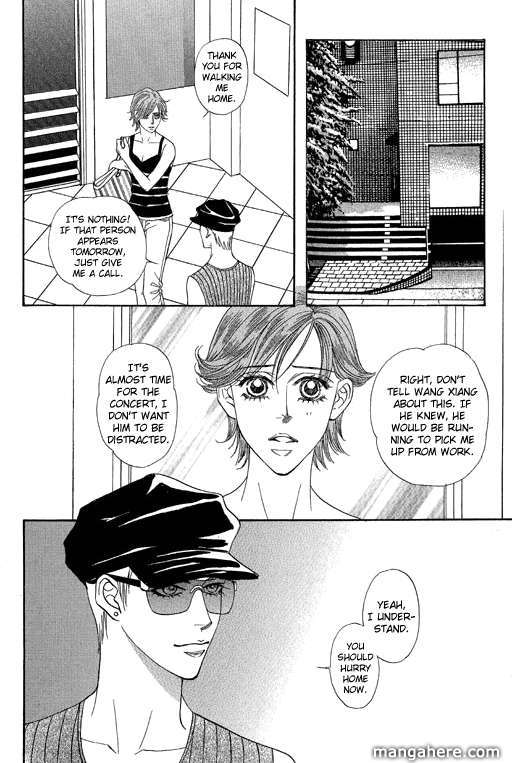 THANK
YOU FOR
WALKING
ME
HOME.
IT'S NOTHING!
IF THAT PERSON
APPEARS
TOMORROW,
JUST GIVE
ME A CALL.
RIGHT, DON'T
TELL WANG XIANG
ABOUT THIS. IF
HE KNEW, HE
WOULD BE RUN-
NING TO PICK ME
UP FROM WORK.
IT'S
ALMOST TIME
FOR THE
CONCERT, I
DON'T WANT
HIM TO BE
DISTRACTED.
YEAH,
I UNDER-
STAND.
YOU
SHOULD
HURRY
HOME
NOW.
mangahere.com